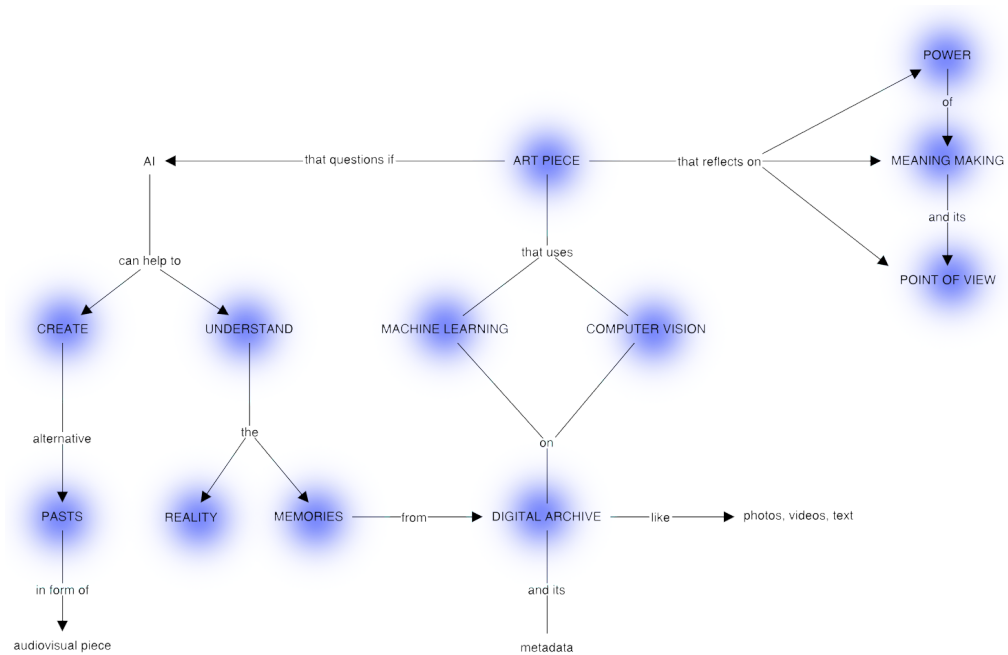 POWER
of
AI
that questions if
ART PIECE
that reflects on
MEANING MAKING
and its
can help to
that uses
POINT OF VIEW
CREATE
UNDERSTAND
MACHINE LEARNING
COMPUTER VISION
alternative
the
on
PASTS
REALITY
MEMORIES
from
DIGITAL ARCHIVE
like
photos, videos, text
in form of
and its
audiovisual piece
metadata